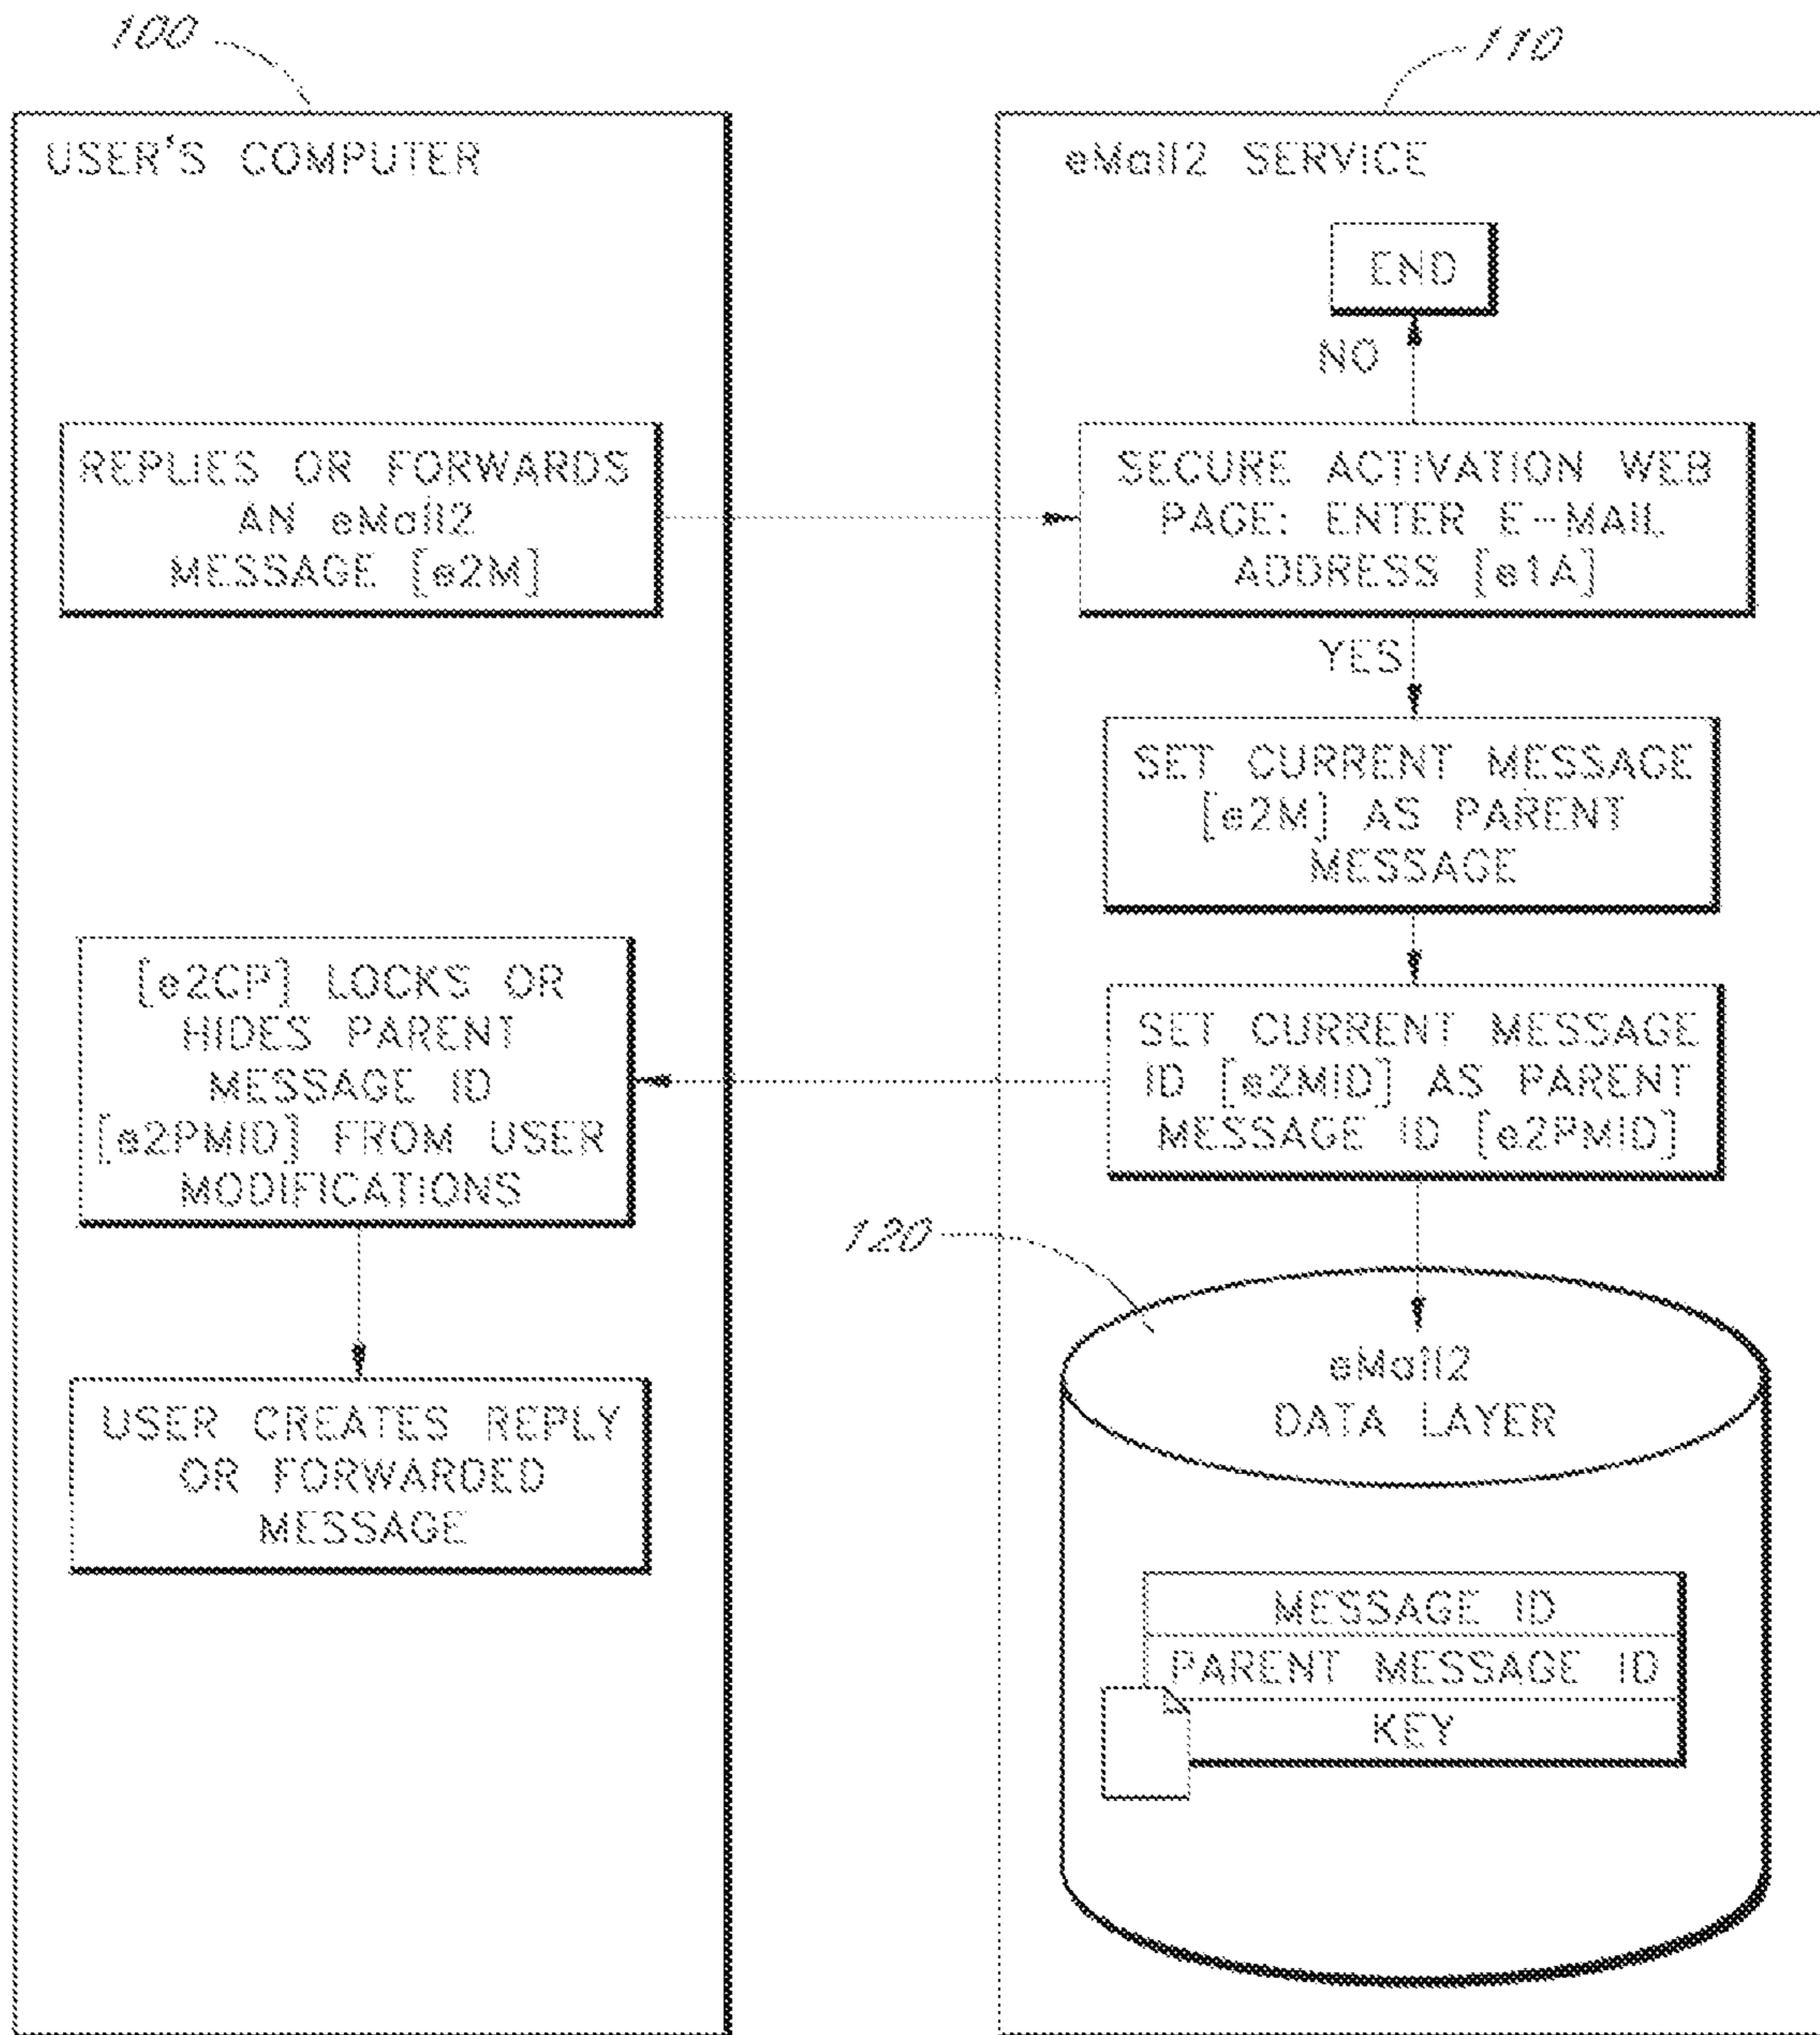 100
110
USER'S COMPUTER
eMail2 SERVICE
END
NO
REPLIES OR FORWARDS
AN eMail2
MESSAGE [e2M]
SECURE ACTIVATION WEB
PAGE: ENTER E-MAIL
ADDRESS [e1A]
YES
SET CURRENT MESSAGE
[e2M] AS PARENT
MESSAGE
[e2CP] LOCKS OR
HIDES PARENT
MESSAGE ID
[e2PMID] FROM USER
MODIFICATIONS
SET CURRENT MESSAGE
ID [e2MID] AS PARENT
MESSAGE ID [e2PMID]
120
USER CREATES REPLY
OR FORWARDED
MESSAGE
eMail2
DATA LAYER
MESSAGE ID
PARENT MESSAGE ID
KEY